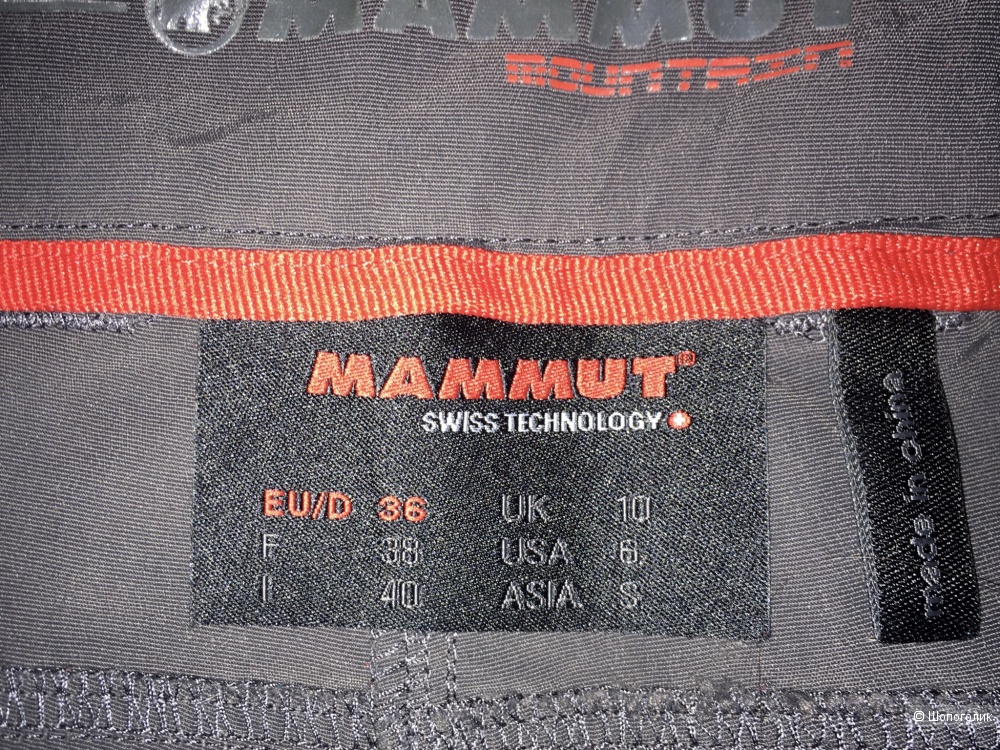 MAMMUT
MOUNTAIN
MAMMUT®
SWISS TECHNOLOGY
EU/D 36 UK 10
F 38 USA 6
I 40 ASIA S
made in china
© Шопоголик